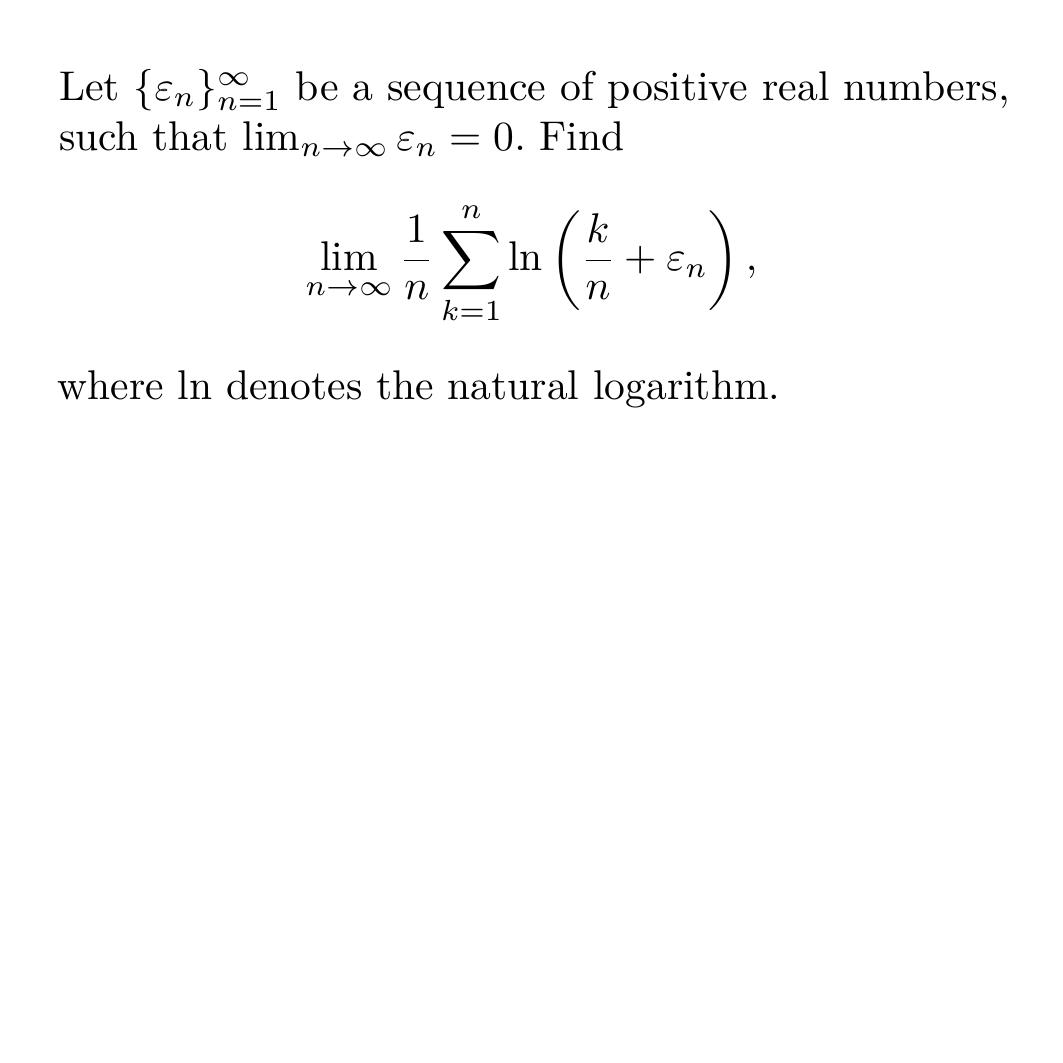 Let $\{\varepsilon_n\}_{n=1}^{\infty}$ be a sequence of positive real numbers,
such that $\lim_{n\to\infty} \varepsilon_n = 0$. Find
$$\lim_{n\to\infty} \frac{1}{n} \sum_{k=1}^{n} \ln\left(\frac{k}{n} + \varepsilon_n\right),$$
where ln denotes the natural logarithm.